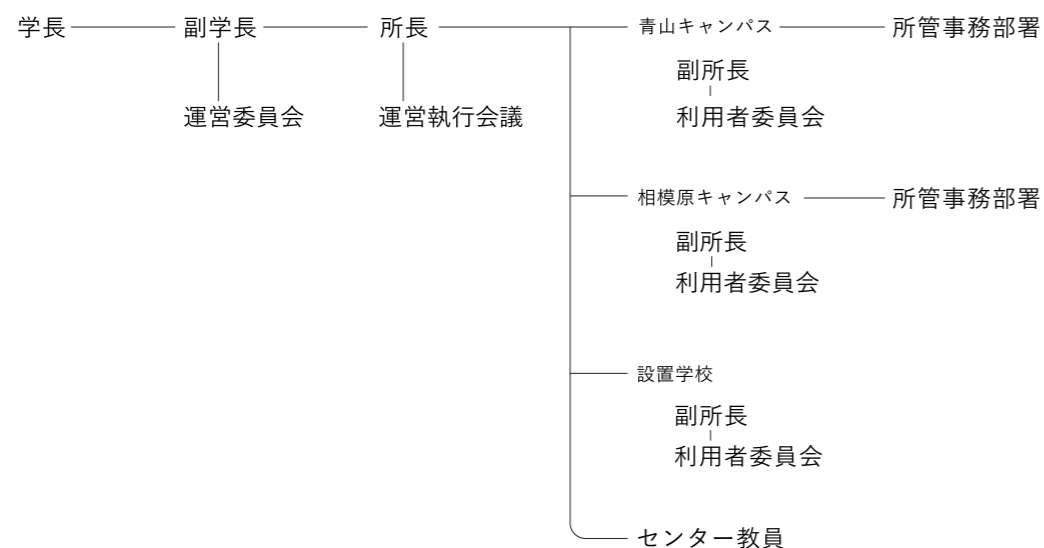 学長
副学長
所長
青山キャンパス
所管事務部署
副所長
運営委員会
運営執行会議
利用者委員会
相模原キャンパス
所管事務部署
副所長
利用者委員会
設置学校
副所長
利用者委員会
センター教員